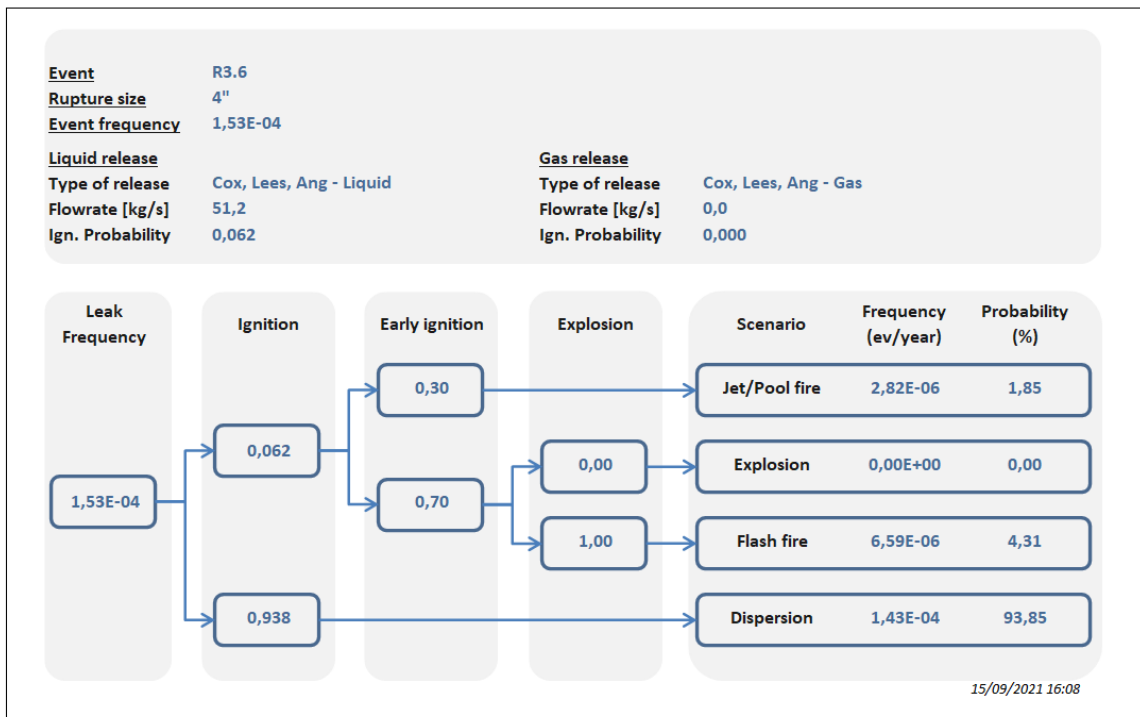 Event R3.6
Rupture size 4"
Event frequency 1,53E-04
Liquid release Gas release
Type of release Cox, Lees, Ang - Liquid Type of release Cox, Lees, Ang - Gas
Flowrate [kg/s] 51,2 Flowrate [kg/s] 0,0
Ign. Probability 0,062 Ign. Probability 0,000
Leak Frequency
Ignition
Early ignition
Explosion
Scenario
Frequency (ev/year)
Probability (%)
0,30
Jet/Pool fire 2,82E-06 1,85
0,062
0,00
Explosion 0,00E+00 0,00
1,53E-04
0,70
1,00
Flash fire 6,59E-06 4,31
0,938
Dispersion 1,43E-04 93,85
15/09/2021 16:08